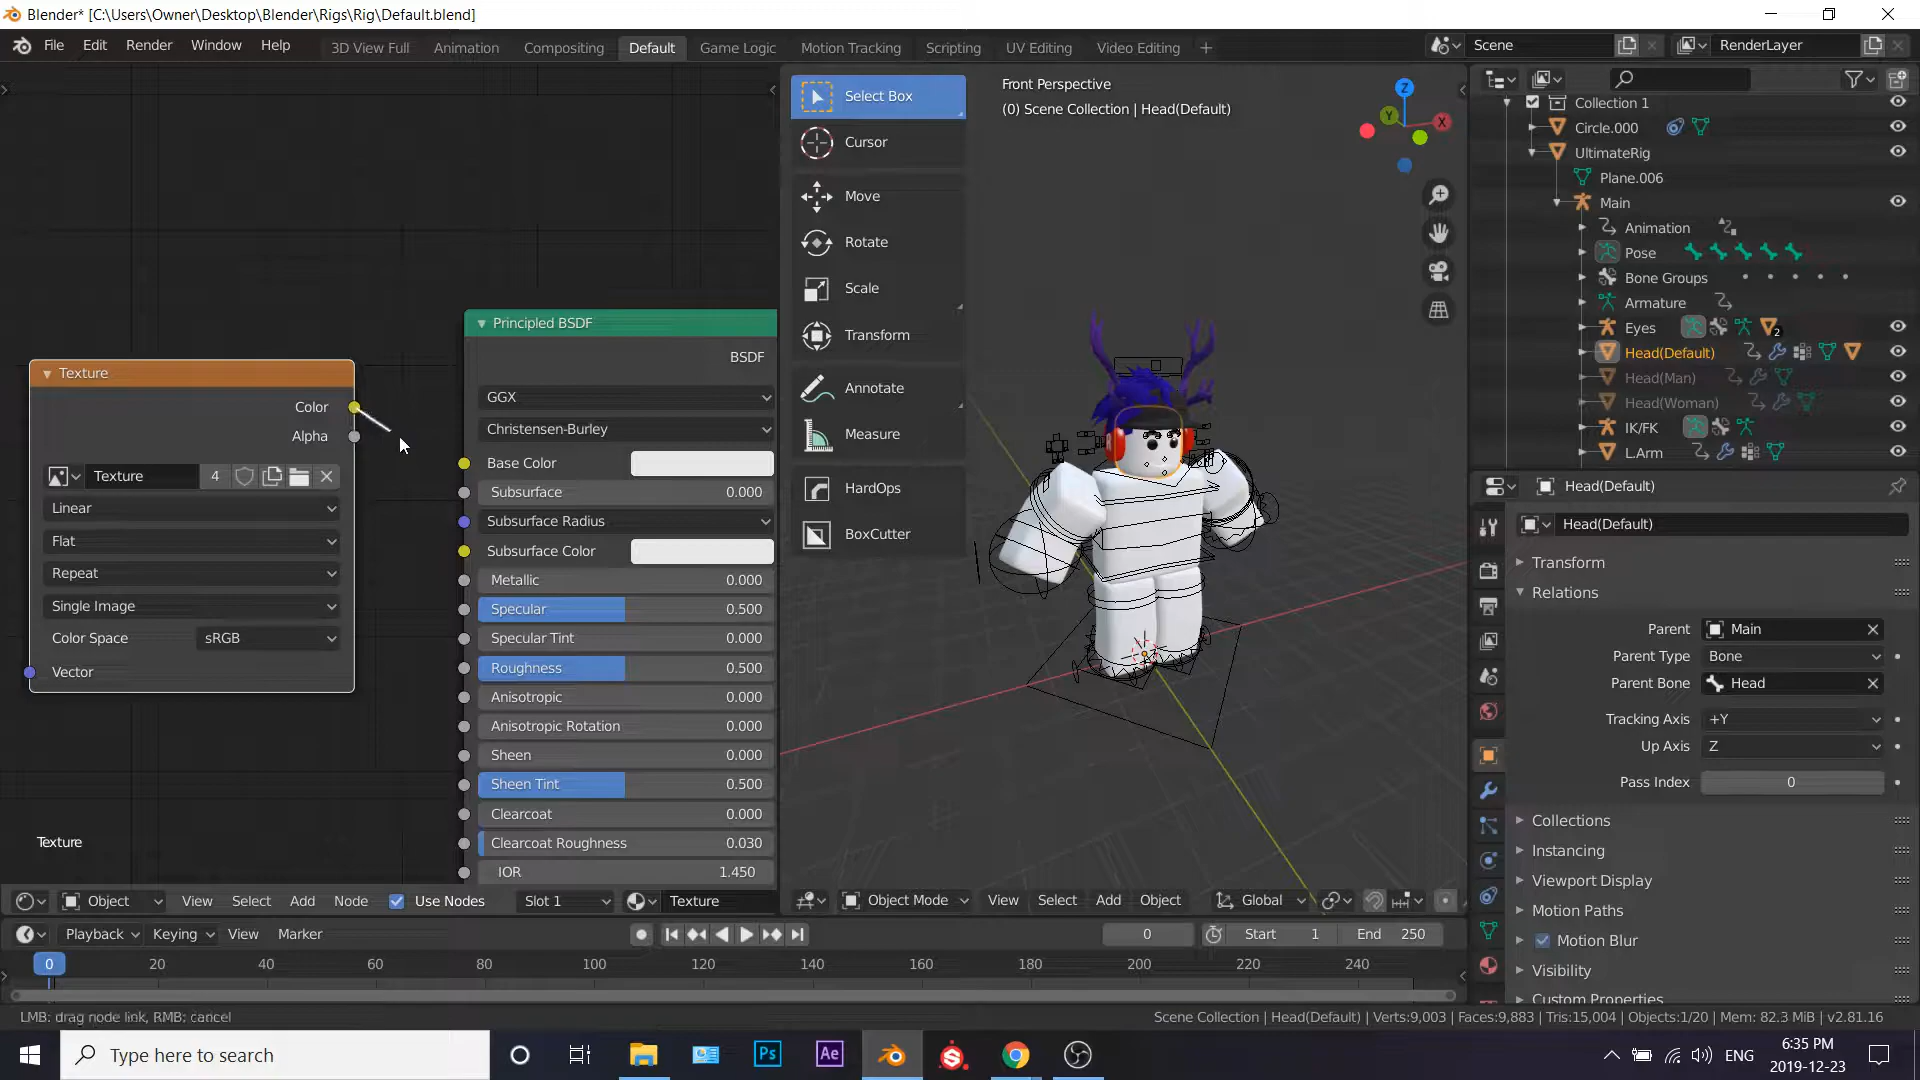 Blender* [C:\Users\Owner\Desktop\Blender\Rigs\Rig\Default.blend]
File Edit Render Window Help 3D View Full Animation Compositing Default Game Logic Motion Tracking Scripting UV Editing Video Editing + Scene RenderLayer
Select Box
Cursor
Move
Rotate
Scale
Transform
Annotate
Measure
HardOps
BoxCutter
Front Perspective
(0) Scene Collection | Head(Default)
Z
Y
X
Collection 1
Circle.000
UltimateRig
Plane.006
Main
Animation
Pose
Bone Groups
Armature
Eyes 2
Head(Default)
Head(Man)
Head(Woman)
IK/FK
L.Arm
Texture
Color
Alpha
Texture 4
Linear
Flat
Repeat
Single Image
Color Space sRGB
Vector
Texture
Principled BSDF
BSDF
GGX
Christensen-Burley
Base Color
Subsurface 0.000
Subsurface Radius
Subsurface Color
Metallic 0.000
Specular 0.500
Specular Tint 0.000
Roughness 0.500
Anisotropic 0.000
Anisotropic Rotation 0.000
Sheen 0.000
Sheen Tint 0.500
Clearcoat 0.000
Clearcoat Roughness 0.030
IOR 1.450
Head(Default)
Head(Default)
Transform
Relations
Parent Main
Parent Type Bone
Parent Bone Head
Tracking Axis +Y
Up Axis Z
Pass Index 0
Collections
Instancing
Viewport Display
Motion Paths
Motion Blur
Visibility
Custom Properties
Object View Select Add Node Use Nodes Slot 1 Texture
Object Mode View Select Add Object Global
Playback Keying View Marker 0 Start 1 End 250
0 20 40 60 80 100 120 140 160 180 200 220 240
LMB: drag node link, RMB: cancel
Scene Collection | Head(Default) | Verts:9,003 | Faces:9,883 | Tris:15,004 | Objects:1/20 | Mem: 82.3 MiB | v2.81.16
Type here to search
Ps
Ae
ENG
6:35 PM
2019-12-23